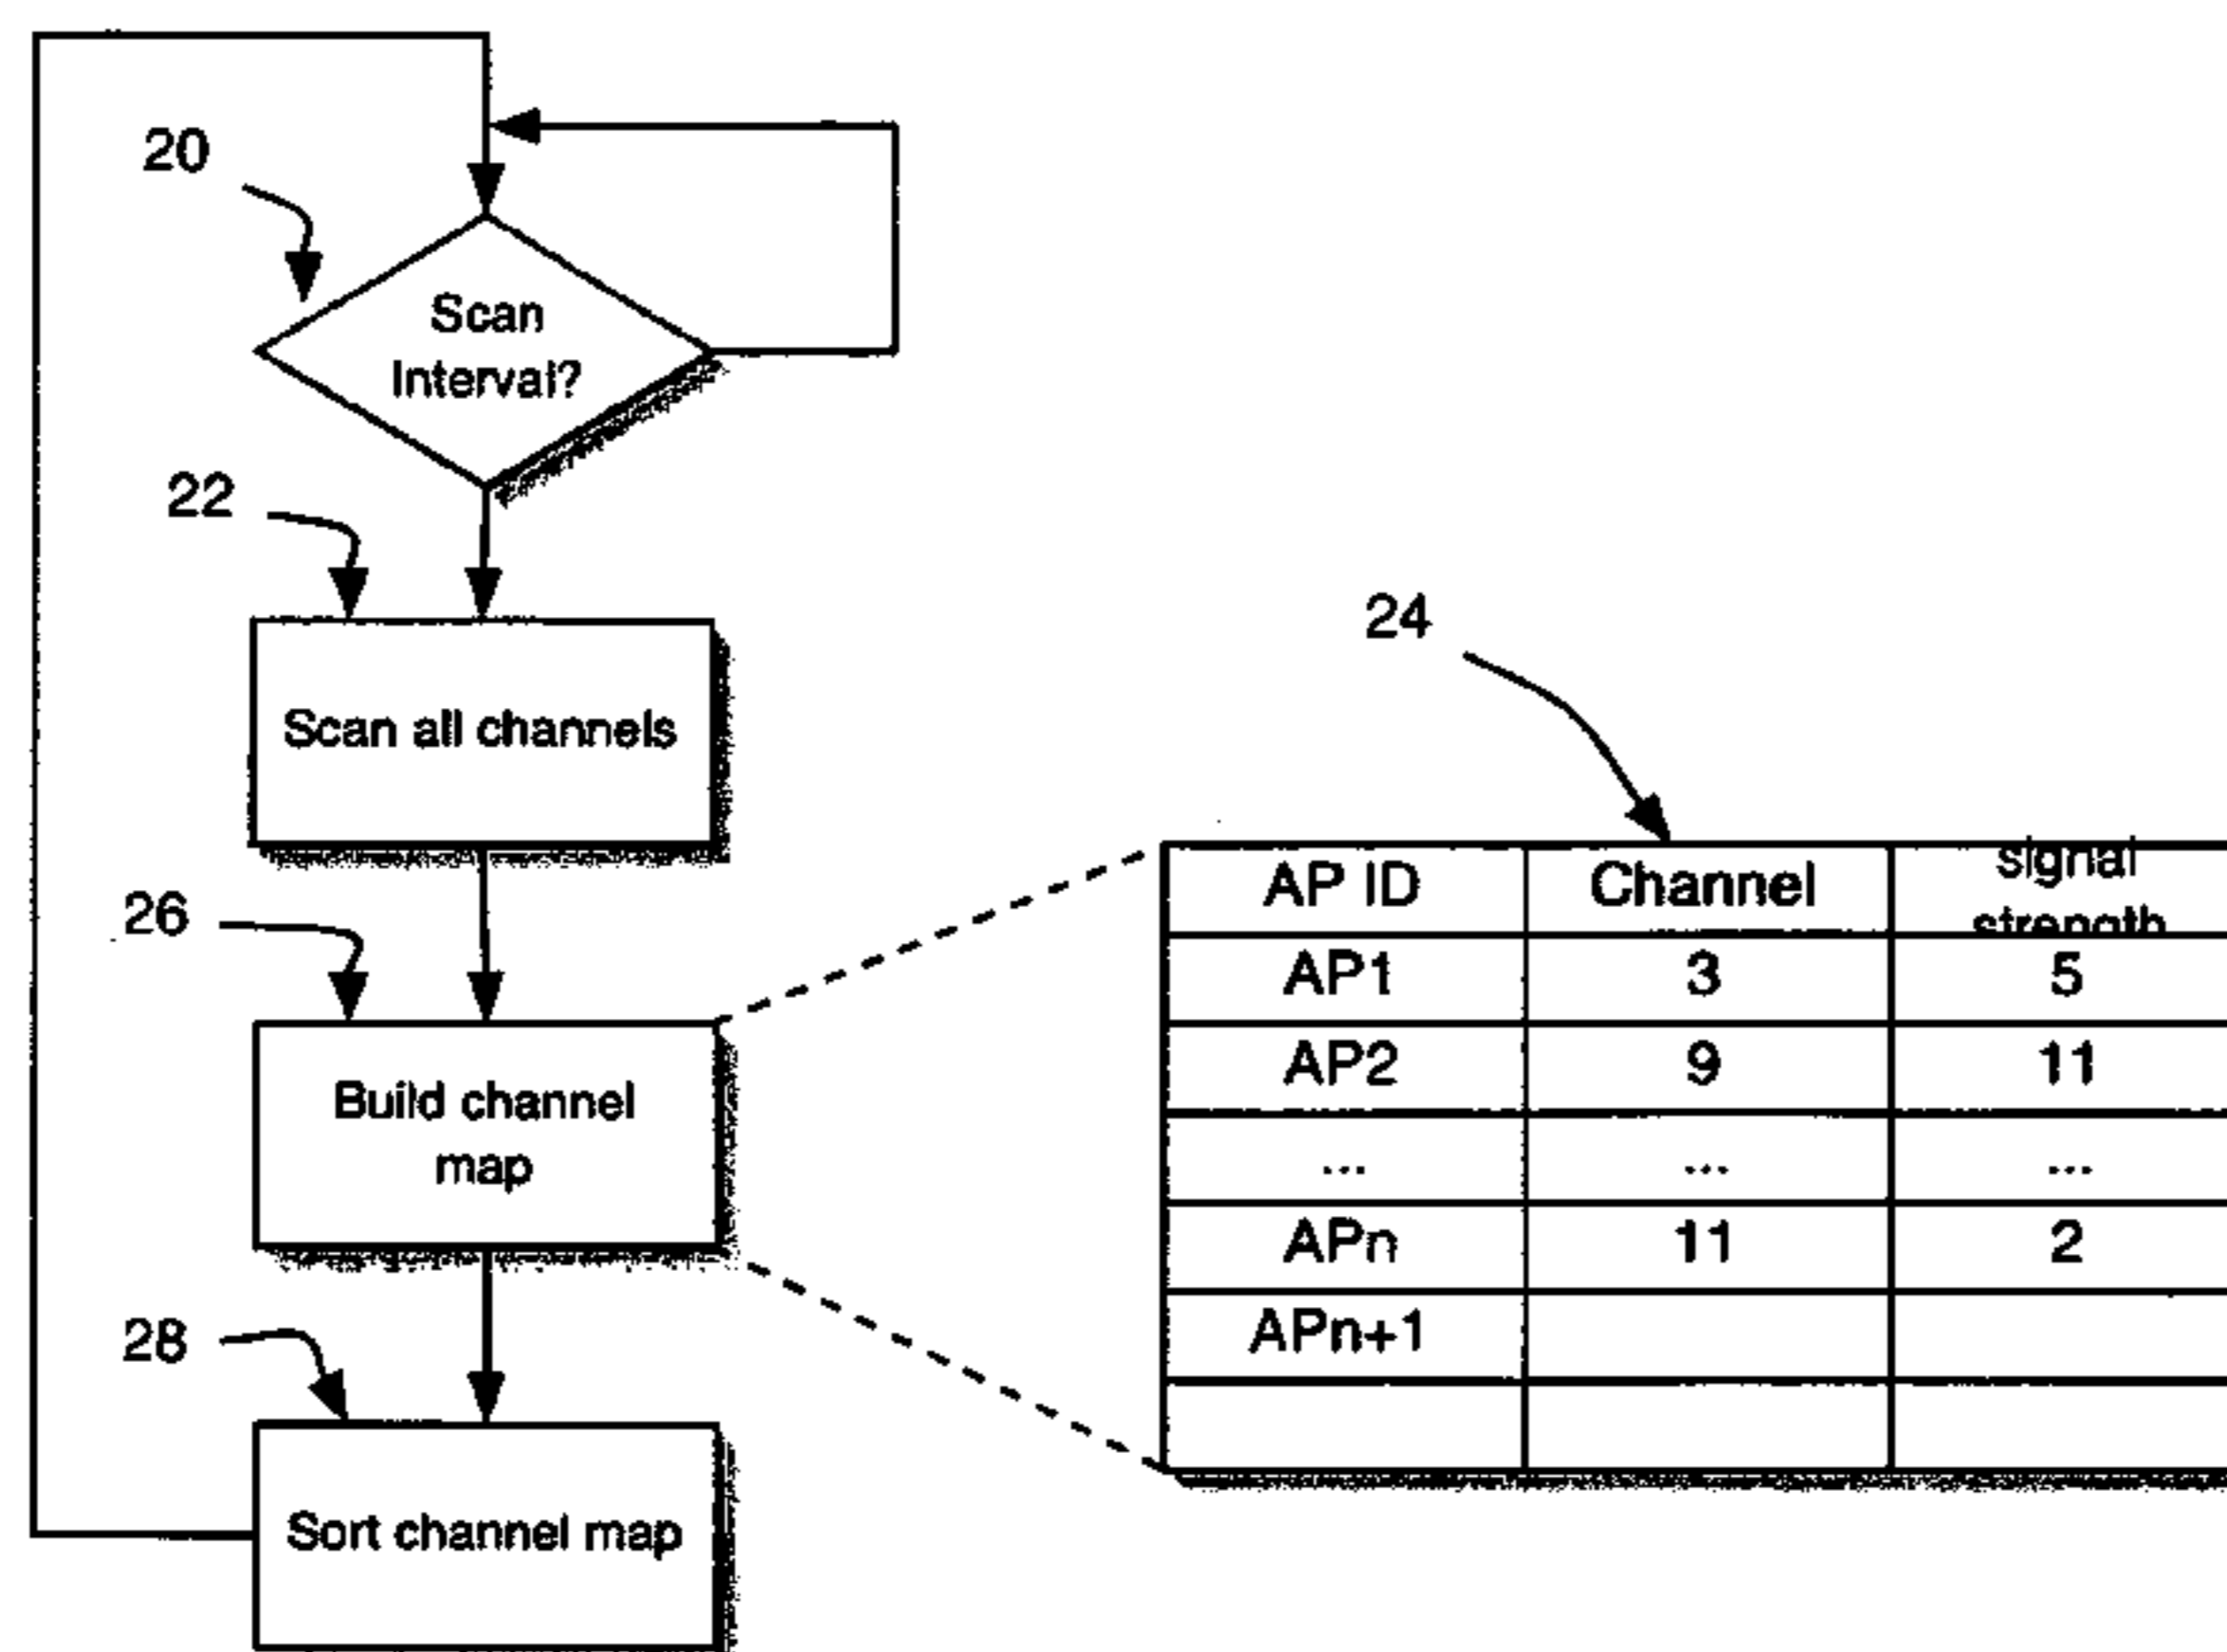 20
Scan
Interval?
22
Scan all channels
24
26
Build channel
map
AP ID Channel signal
strength
AP1 3 5
AP2 9 11
... ... ...
APn 11 2
APn+1
28
Sort channel map